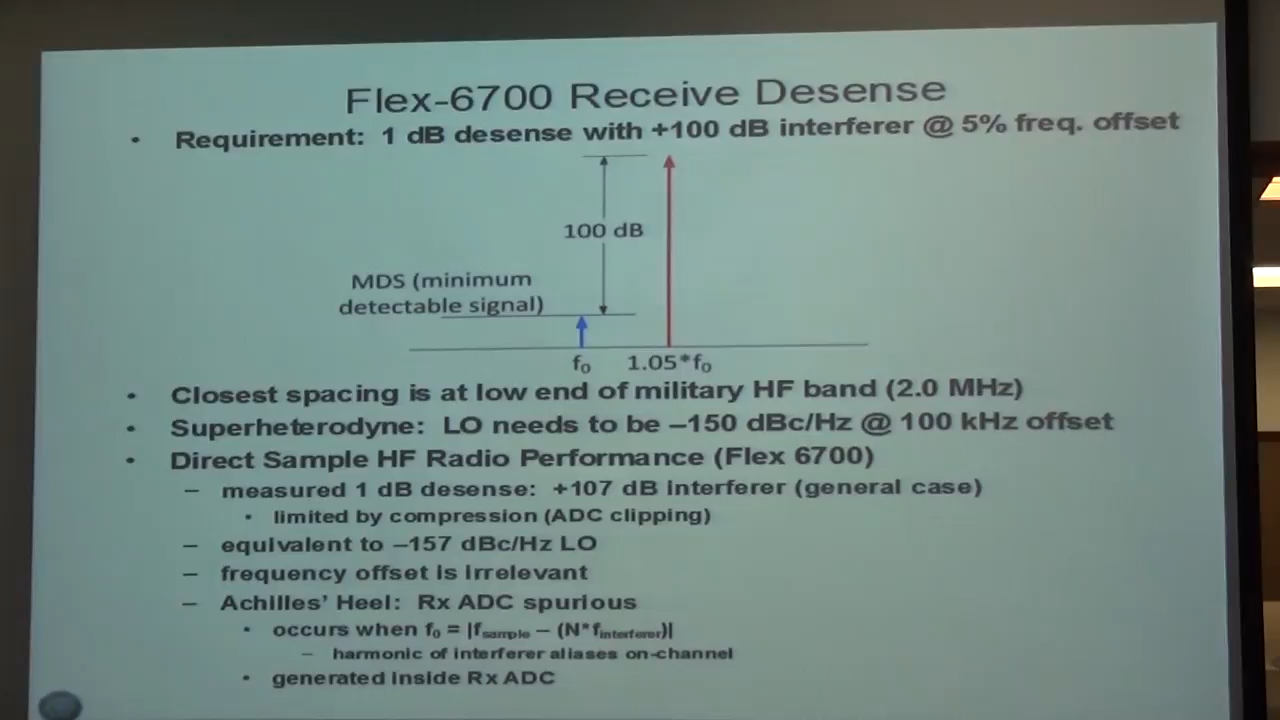 Flex-6700 Receive Desense
• Requirement: 1 dB desense with +100 dB interferer @ 5% freq. offset
100 dB
MDS (minimum
detectable signal)
f₀ 1.05*f₀
• Closest spacing is at low end of military HF band (2.0 MHz)
• Superheterodyne: LO needs to be –150 dBc/Hz @ 100 kHz offset
• Direct Sample HF Radio Performance (Flex 6700)
– measured 1 dB desense: +107 dB interferer (general case)
• limited by compression (ADC clipping)
– equivalent to –157 dBc/Hz LO
– frequency offset is irrelevant
– Achilles’ Heel: Rx ADC spurious
• occurs when f₀ = |fsample – (N*finterferer)|
– harmonic of interferer aliases on-channel
• generated inside Rx ADC